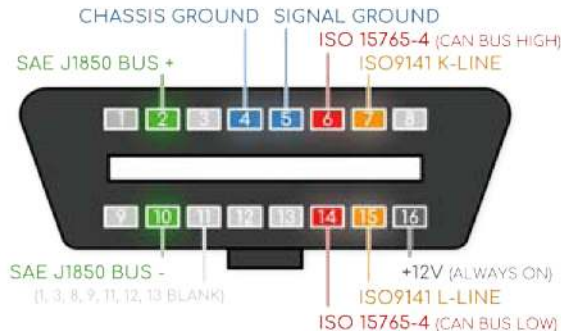 CHASSIS GROUND SIGNAL GROUND
ISO 15765-4 (CAN BUS HIGH)
SAE J1850 BUS + ISO9141 K-LINE
1 2 3 4 5 6 7 8
9 10 11 12 13 14 15 16
SAE J1850 BUS - +12V (ALWAYS ON)
(1, 3, 8, 9, 11, 12, 13 BLANK) ISO9141 L-LINE
ISO 15765-4 (CAN BUS LOW)